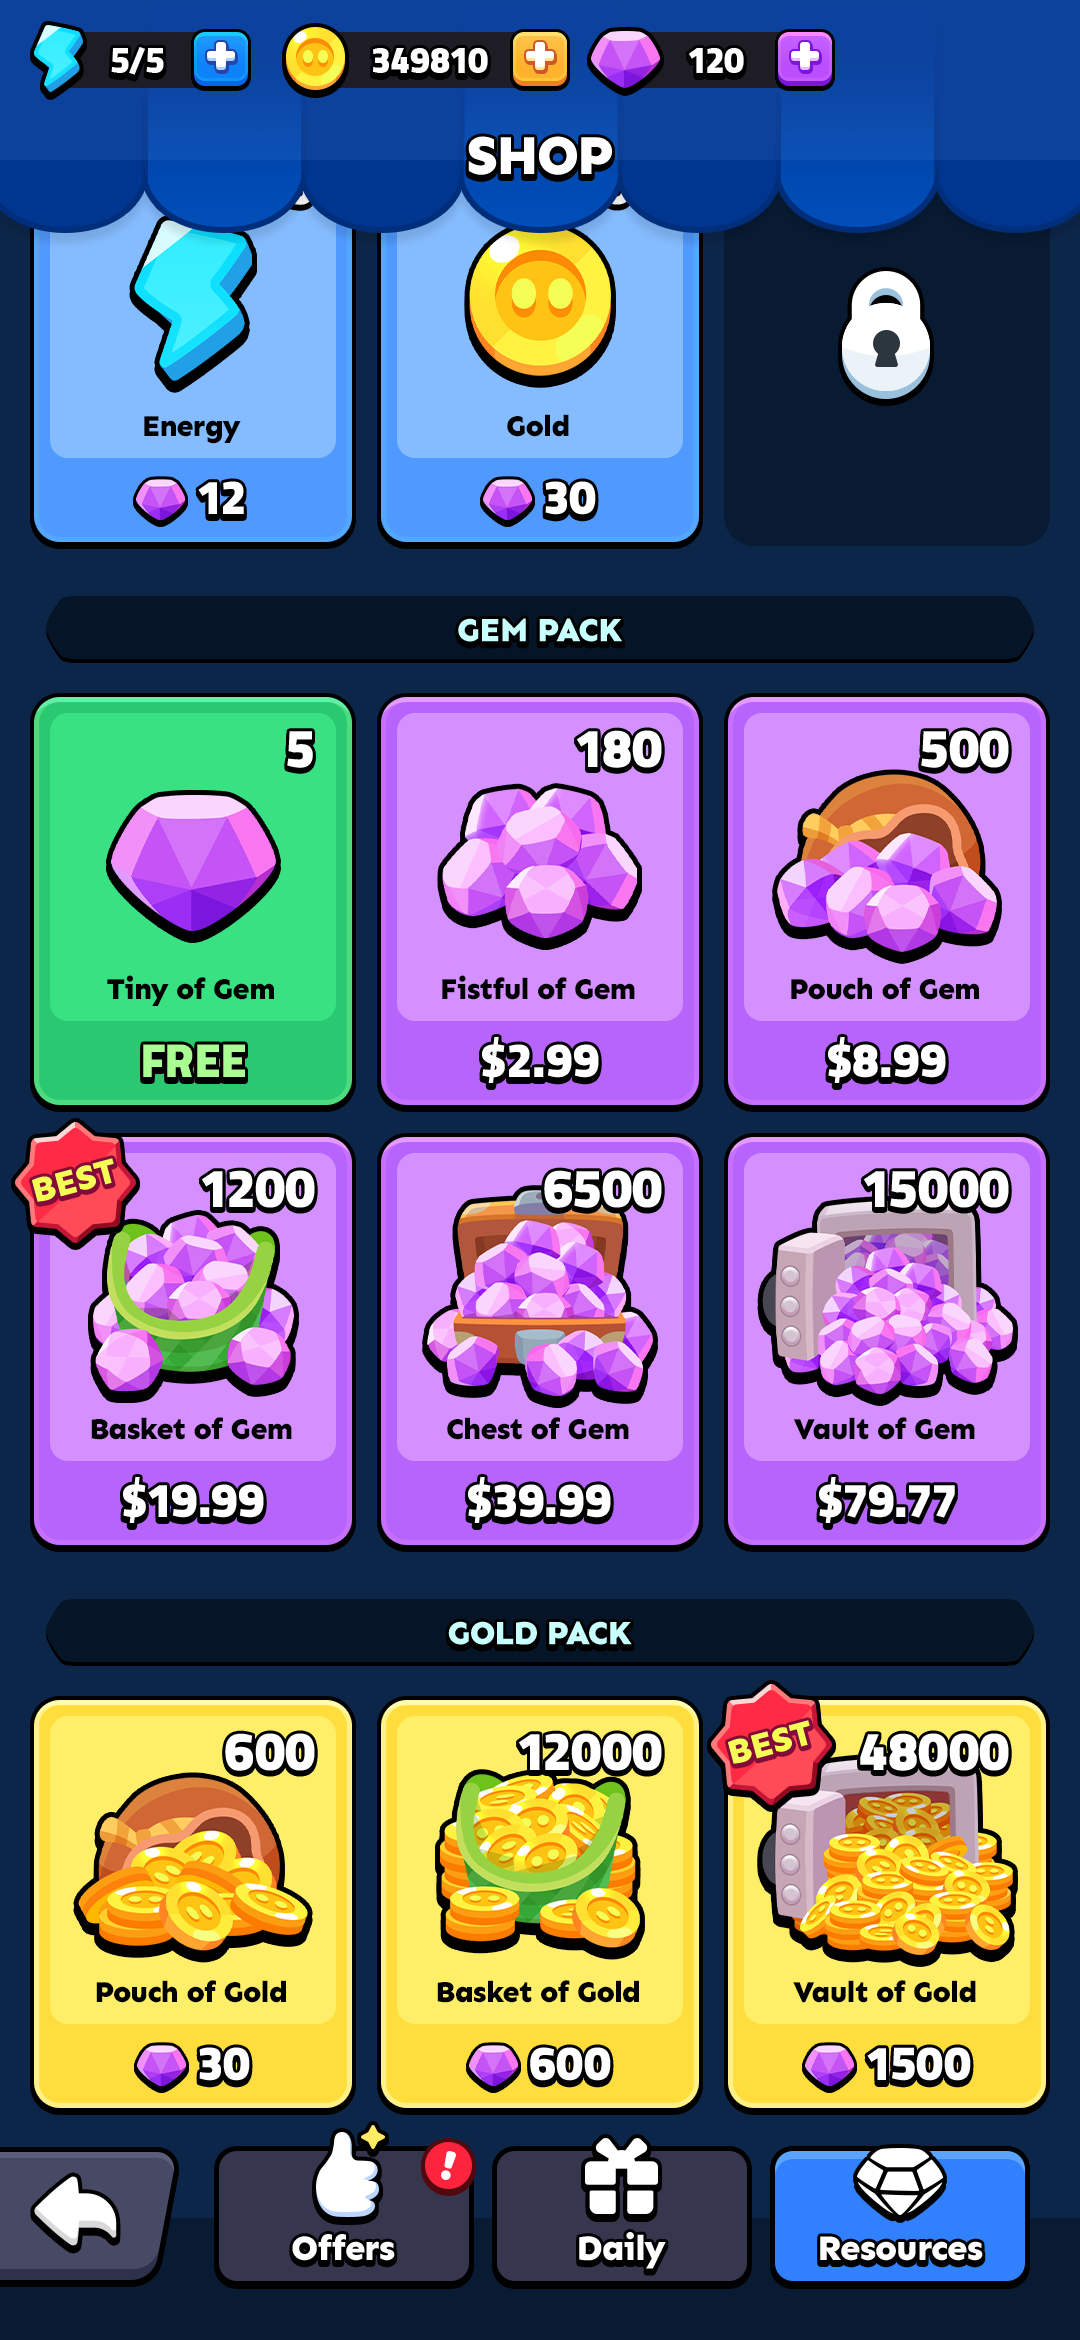 5/5
349810
120
SHOP
Energy
Gold
12
30
GEM PACK
5
180
500
Tiny of Gem
Fistful of Gem
Pouch of Gem
FREE
$2.99
$8.99
BEST
1200
6500
15000
Basket of Gem
Chest of Gem
Vault of Gem
$19.99
$39.99
$79.77
GOLD PACK
600
12000
BEST
48000
Pouch of Gold
Basket of Gold
Vault of Gold
30
600
1500
!
Offers
Daily
Resources